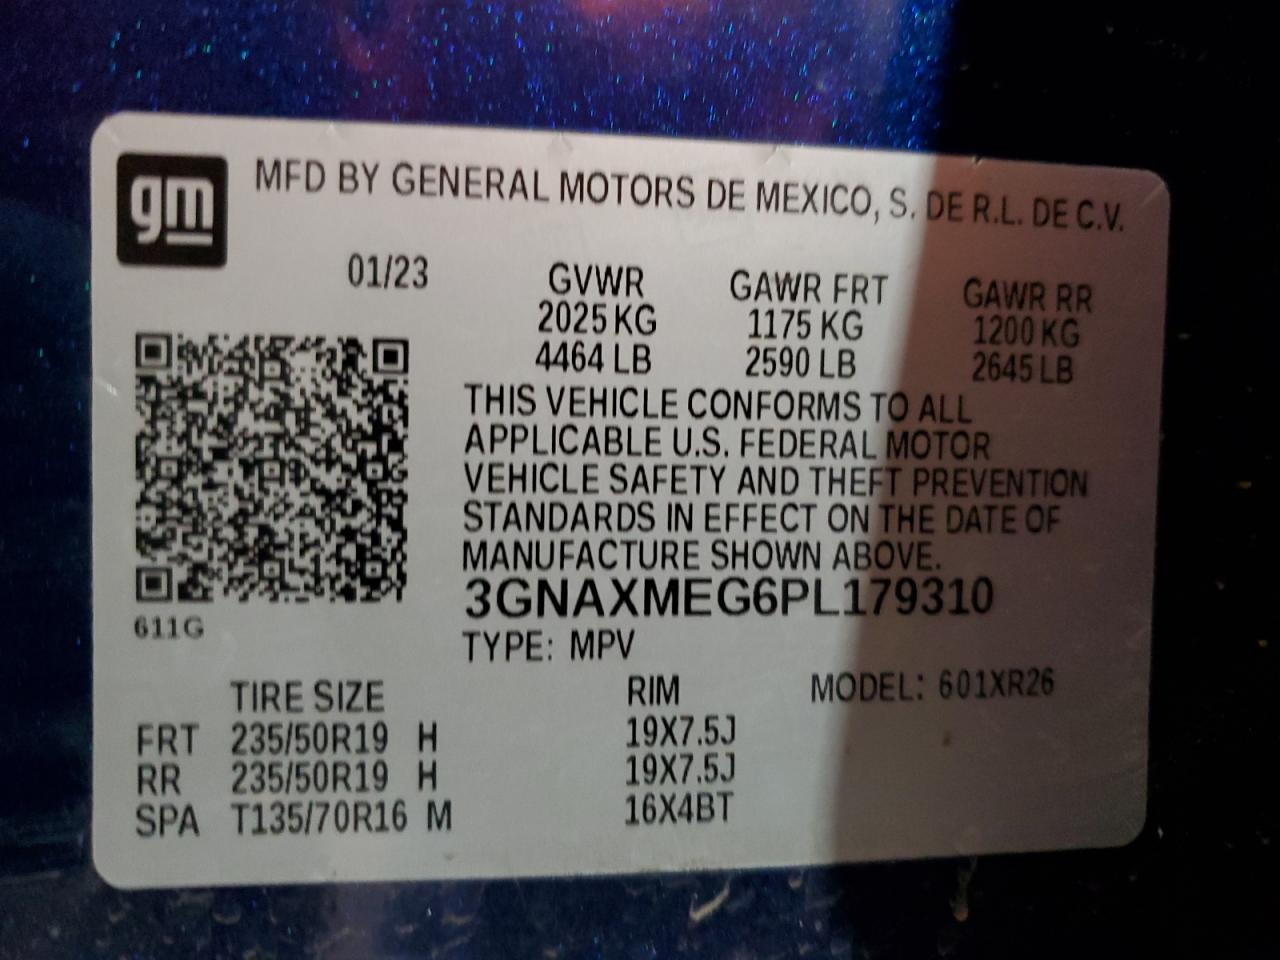 gm
MFD BY GENERAL MOTORS DE MEXICO, S. DE R.L. DE C.V.
01/23
GVWR GAWR FRT GAWR RR
2025 KG 1175 KG 1200 KG
4464 LB 2590 LB 2645 LB
THIS VEHICLE CONFORMS TO ALL
APPLICABLE U.S. FEDERAL MOTOR
VEHICLE SAFETY AND THEFT PREVENTION
STANDARDS IN EFFECT ON THE DATE OF
MANUFACTURE SHOWN ABOVE.
3GNAXMEG6PL179310
611G
TYPE: MPV
TIRE SIZE RIM MODEL: 601XR26
FRT 235/50R19 H 19X7.5J
RR 235/50R19 H 19X7.5J
SPA T135/70R16 M 16X4BT